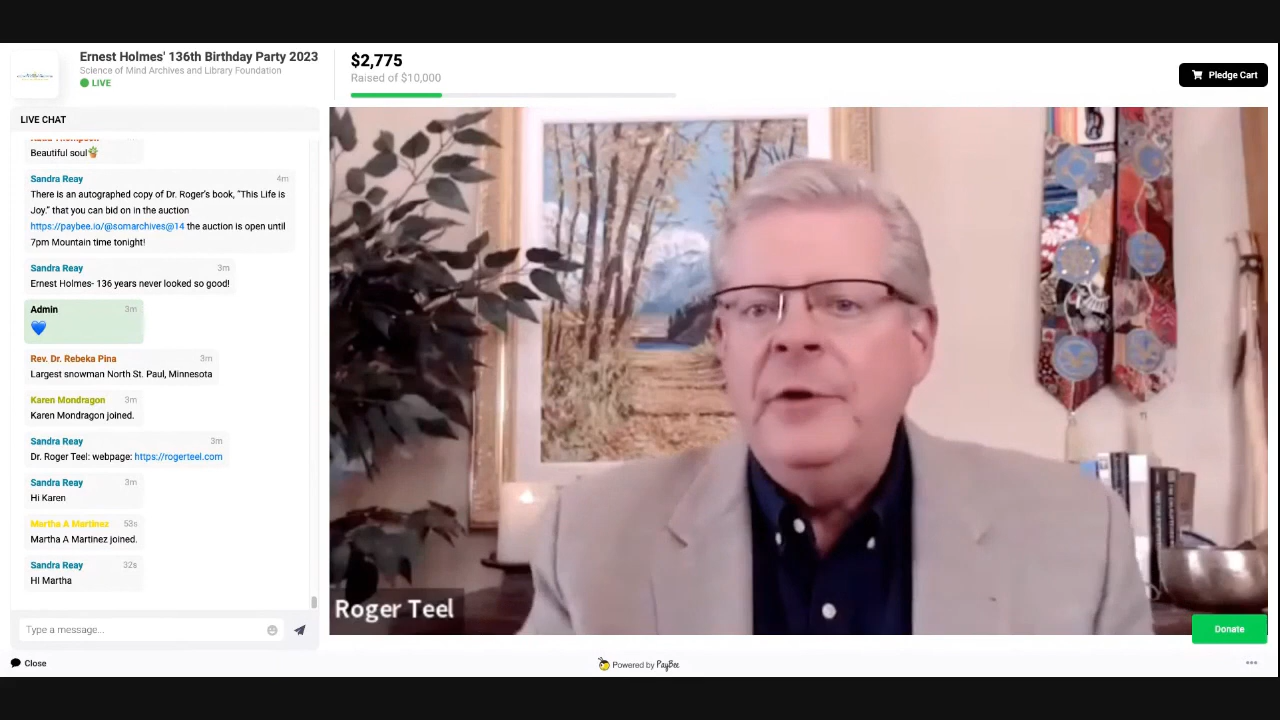 Ernest Holmes' 136th Birthday Party 2023
Science of Mind Archives and Library Foundation
LIVE
$2,775
Raised of $10,000
Pledge Cart
LIVE CHAT
Beautiful soul🪴
Sandra Reay 4m
There is an autographed copy of Dr. Roger's book, "This Life is
Joy." that you can bid on in the auction
https://paybee.io/@somarchives@14 the auction is open until
7pm Mountain time tonight!
Sandra Reay 3m
Ernest Holmes- 136 years never looked so good!
Admin 3m
💙
Rev. Dr. Rebeka Pina 3m
Largest snowman North St. Paul, Minnesota
Karen Mondragon 3m
Karen Mondragon joined.
Sandra Reay 3m
Dr. Roger Teel: webpage: https://rogerteel.com
Sandra Reay 3m
Hi Karen
Martha A Martinez 53s
Martha A Martinez joined.
Sandra Reay 32s
HI Martha
Type a message...
Close
Roger Teel
Donate
Powered by PayBee